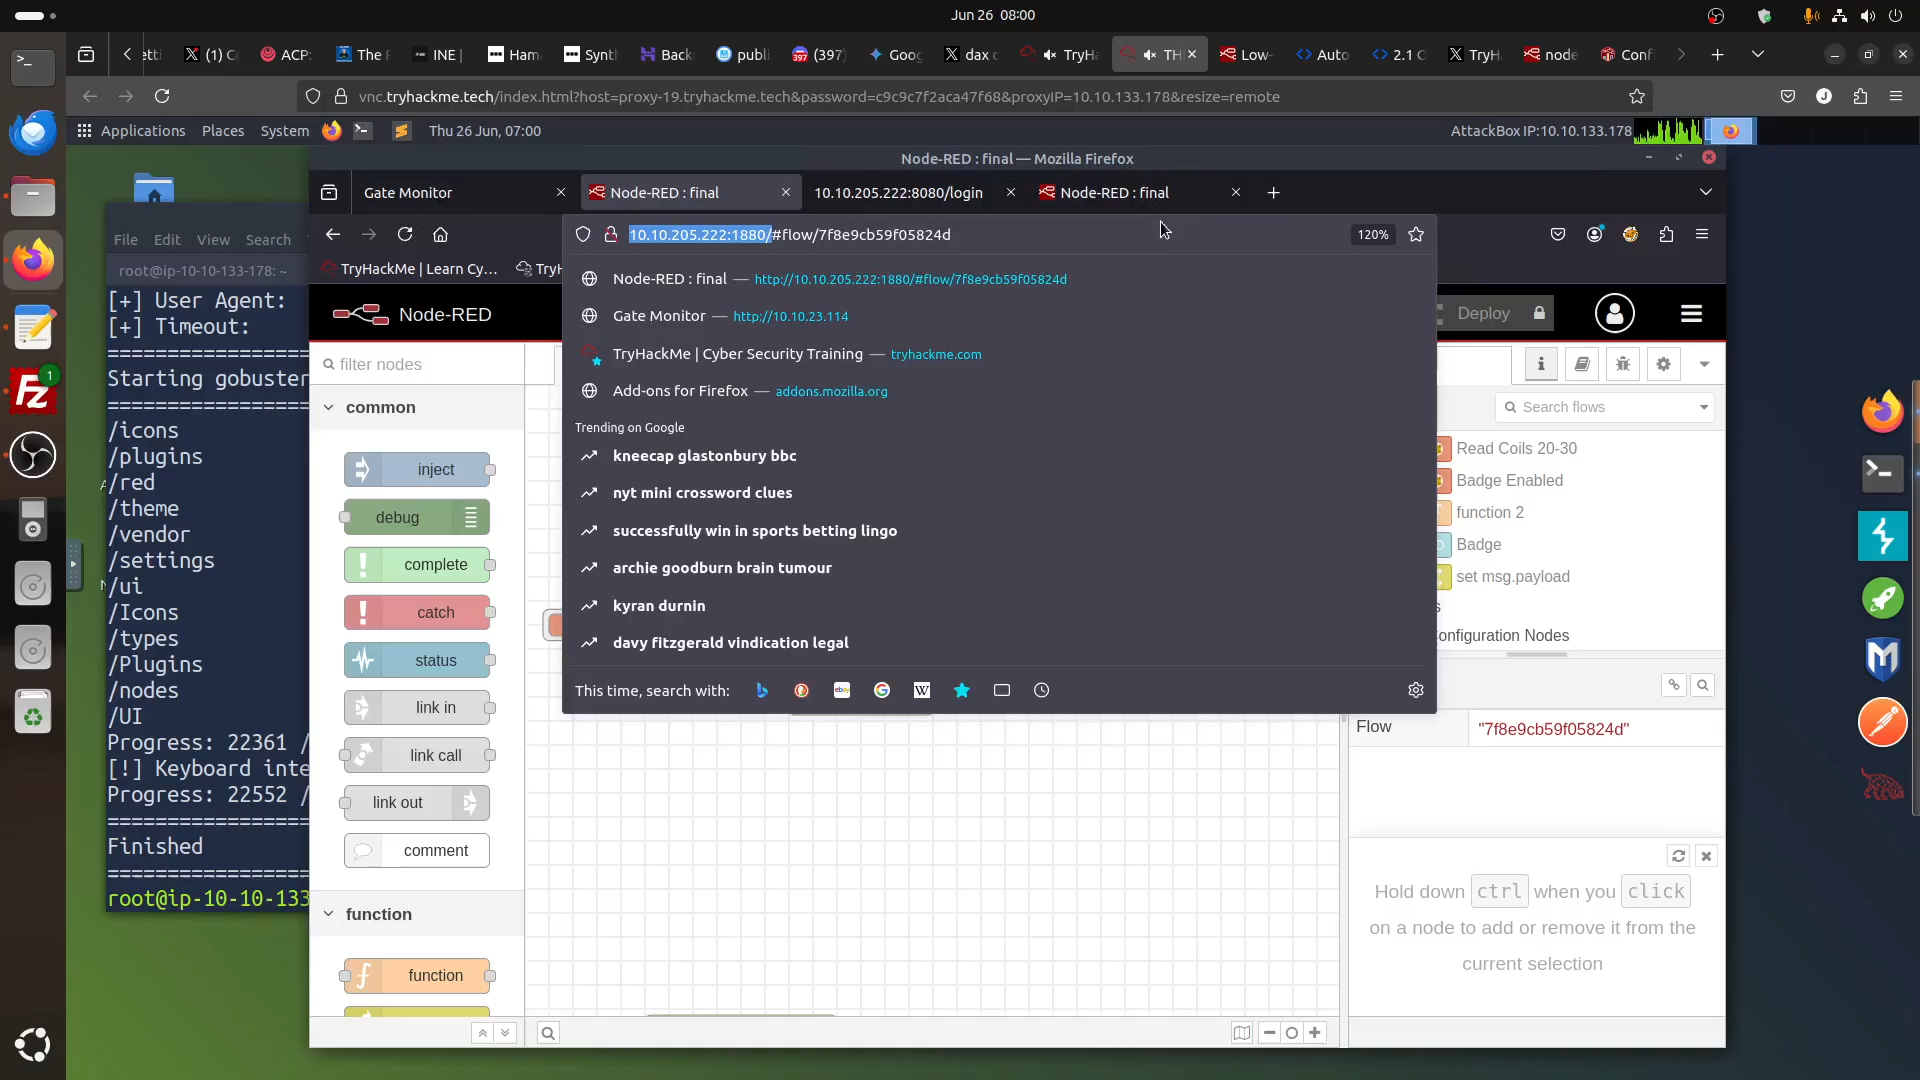 Jun 26 08:00
etti
(1) C
ACP:
The P
INE |
Ham
Synt
Back
publi
397
(397)
Goog
dax c
TryHa
TH
Low-
Auto
2.1 C
TryH
node
Conf
vnc.tryhackme.tech/index.html?host=proxy-19.tryhackme.tech&password=c9c9c7f2aca47f68&proxyIP=10.10.133.178&resize=remote
J
Applications Places System Thu 26 Jun, 07:00 AttackBox IP:10.10.133.178
Node-RED : final — Mozilla Firefox
Gate Monitor
Node-RED : final
10.10.205.222:8080/login
Node-RED : final
10.10.205.222:1880/#flow/7f8e9cb59f05824d
120%
TryHackMe | Learn Cy...
TryH
File Edit View Search
root@ip-10-10-133-178: ~
[+] User Agent:
[+] Timeout:
Starting gobuster
/icons
/plugins
/red
/theme
/vendor
/settings
/ui
/Icons
/types
/Plugins
/nodes
/UI
Progress: 22361 /
[!] Keyboard inte
Progress: 22552 /
Finished
root@ip-10-10-133
Node-RED
Deploy
filter nodes
common
inject
debug
complete
catch
status
link in
link call
link out
comment
function
function
Node-RED : final — http://10.10.205.222:1880/#flow/7f8e9cb59f05824d
Gate Monitor — http://10.10.23.114
TryHackMe | Cyber Security Training — tryhackme.com
Add-ons for Firefox — addons.mozilla.org
Trending on Google
kneecap glastonbury bbc
nyt mini crossword clues
successfully win in sports betting lingo
archie goodburn brain tumour
kyran durnin
davy fitzgerald vindication legal
This time, search with:
ebay
G
W
Search flows
Read Coils 20-30
Badge Enabled
function 2
Badge
set msg.payload
s
onfiguration Nodes
Flow "7f8e9cb59f05824d"
Hold down ctrl when you click
on a node to add or remove it from the
current selection
FZ
1
M